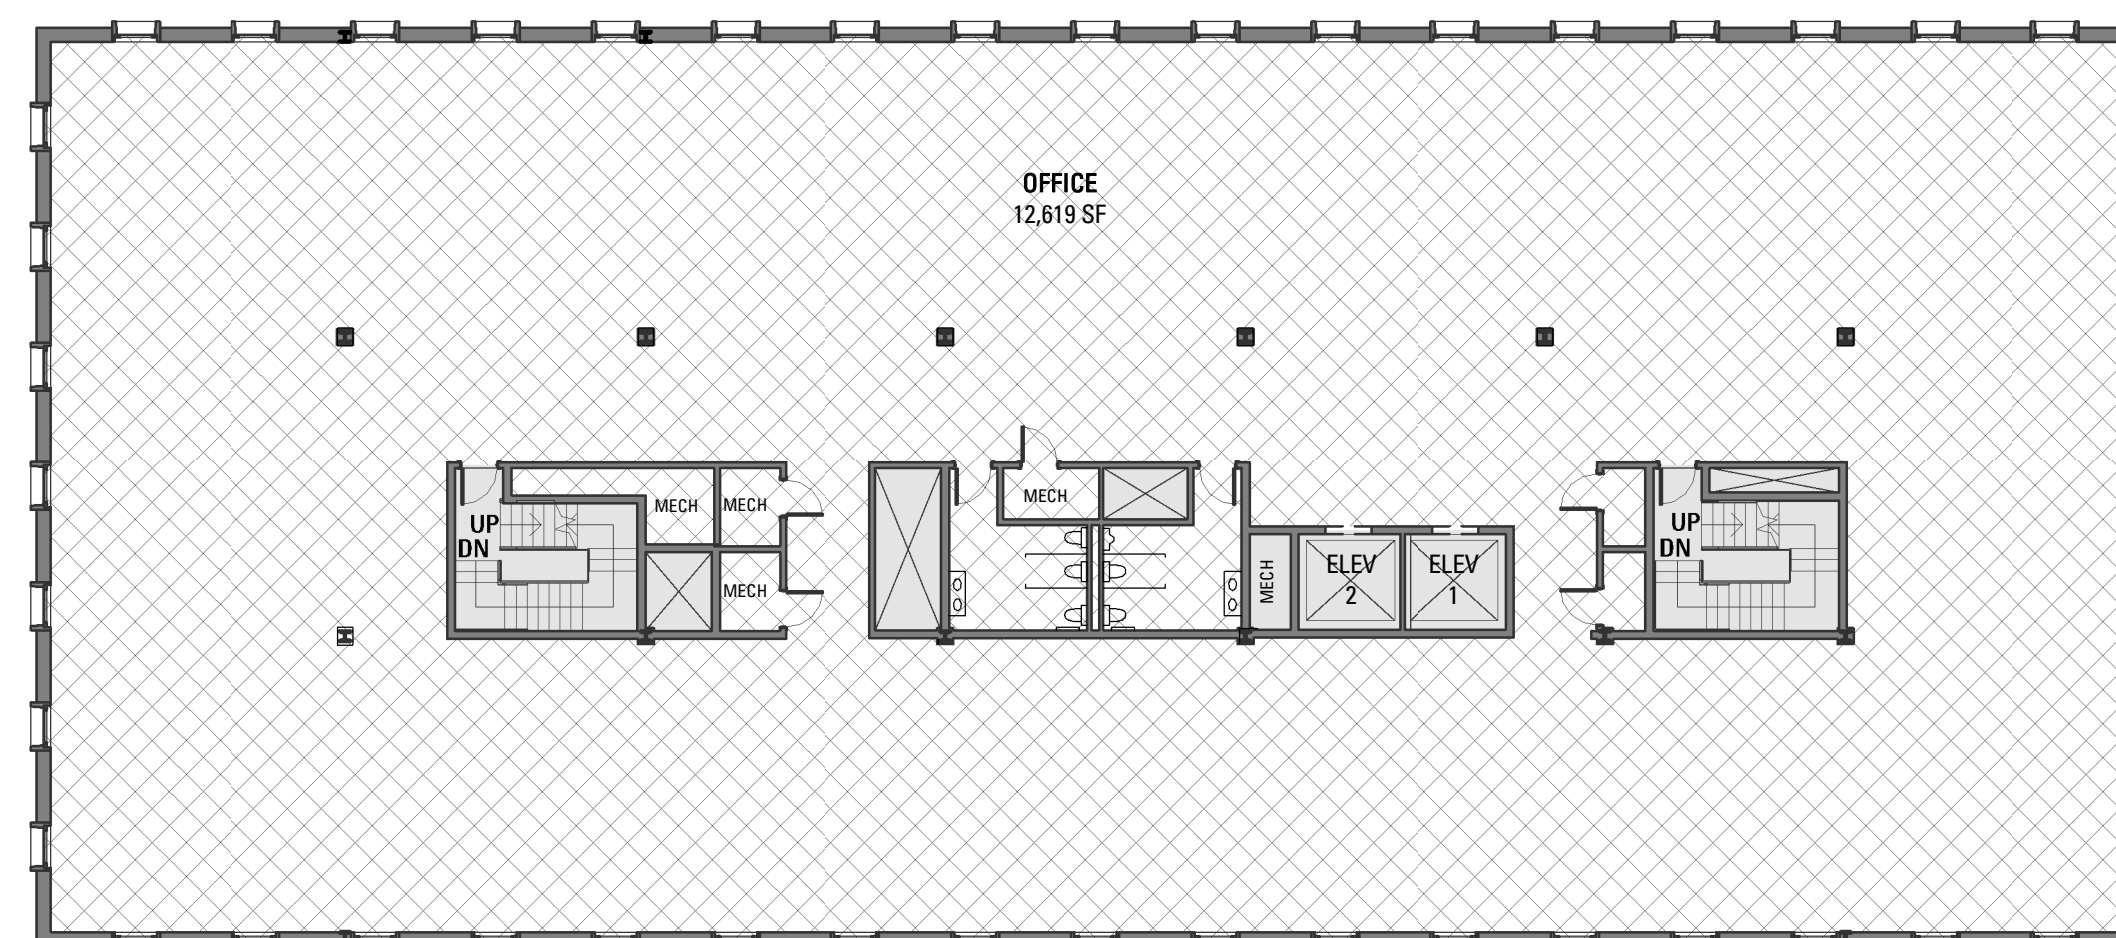 OFFICE
12,619 SF
MECH
MECH
MECH
UP
DN
MECH
MECH
ELEV
2
ELEV
1
UP
DN